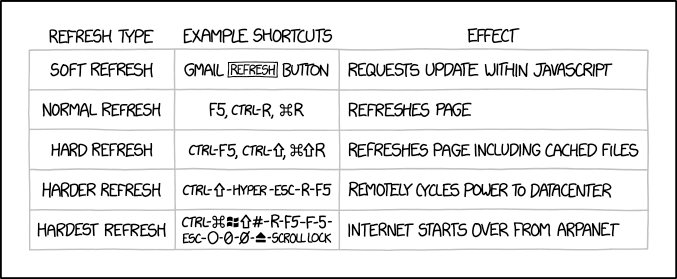 REFRESH TYPE EXAMPLE SHORTCUTS EFFECT
SOFT REFRESH GMAIL REFRESH BUTTON REQUESTS UPDATE WITHIN JAVASCRIPT
NORMAL REFRESH F5, CTRL-R, ⌘R REFRESHES PAGE
HARD REFRESH CTRL-F5, CTRL-⇧, ⌘⇧R REFRESHES PAGE INCLUDING CACHED FILES
HARDER REFRESH CTRL-⇧-HYPER-ESC-R-F5 REMOTELY CYCLES POWER TO DATACENTER
HARDEST REFRESH CTRL-⌘⊞⇧#-R-F5-F-5-
ESC-O-0-Ø-⏏-SCROLL LOCK INTERNET STARTS OVER FROM ARPANET